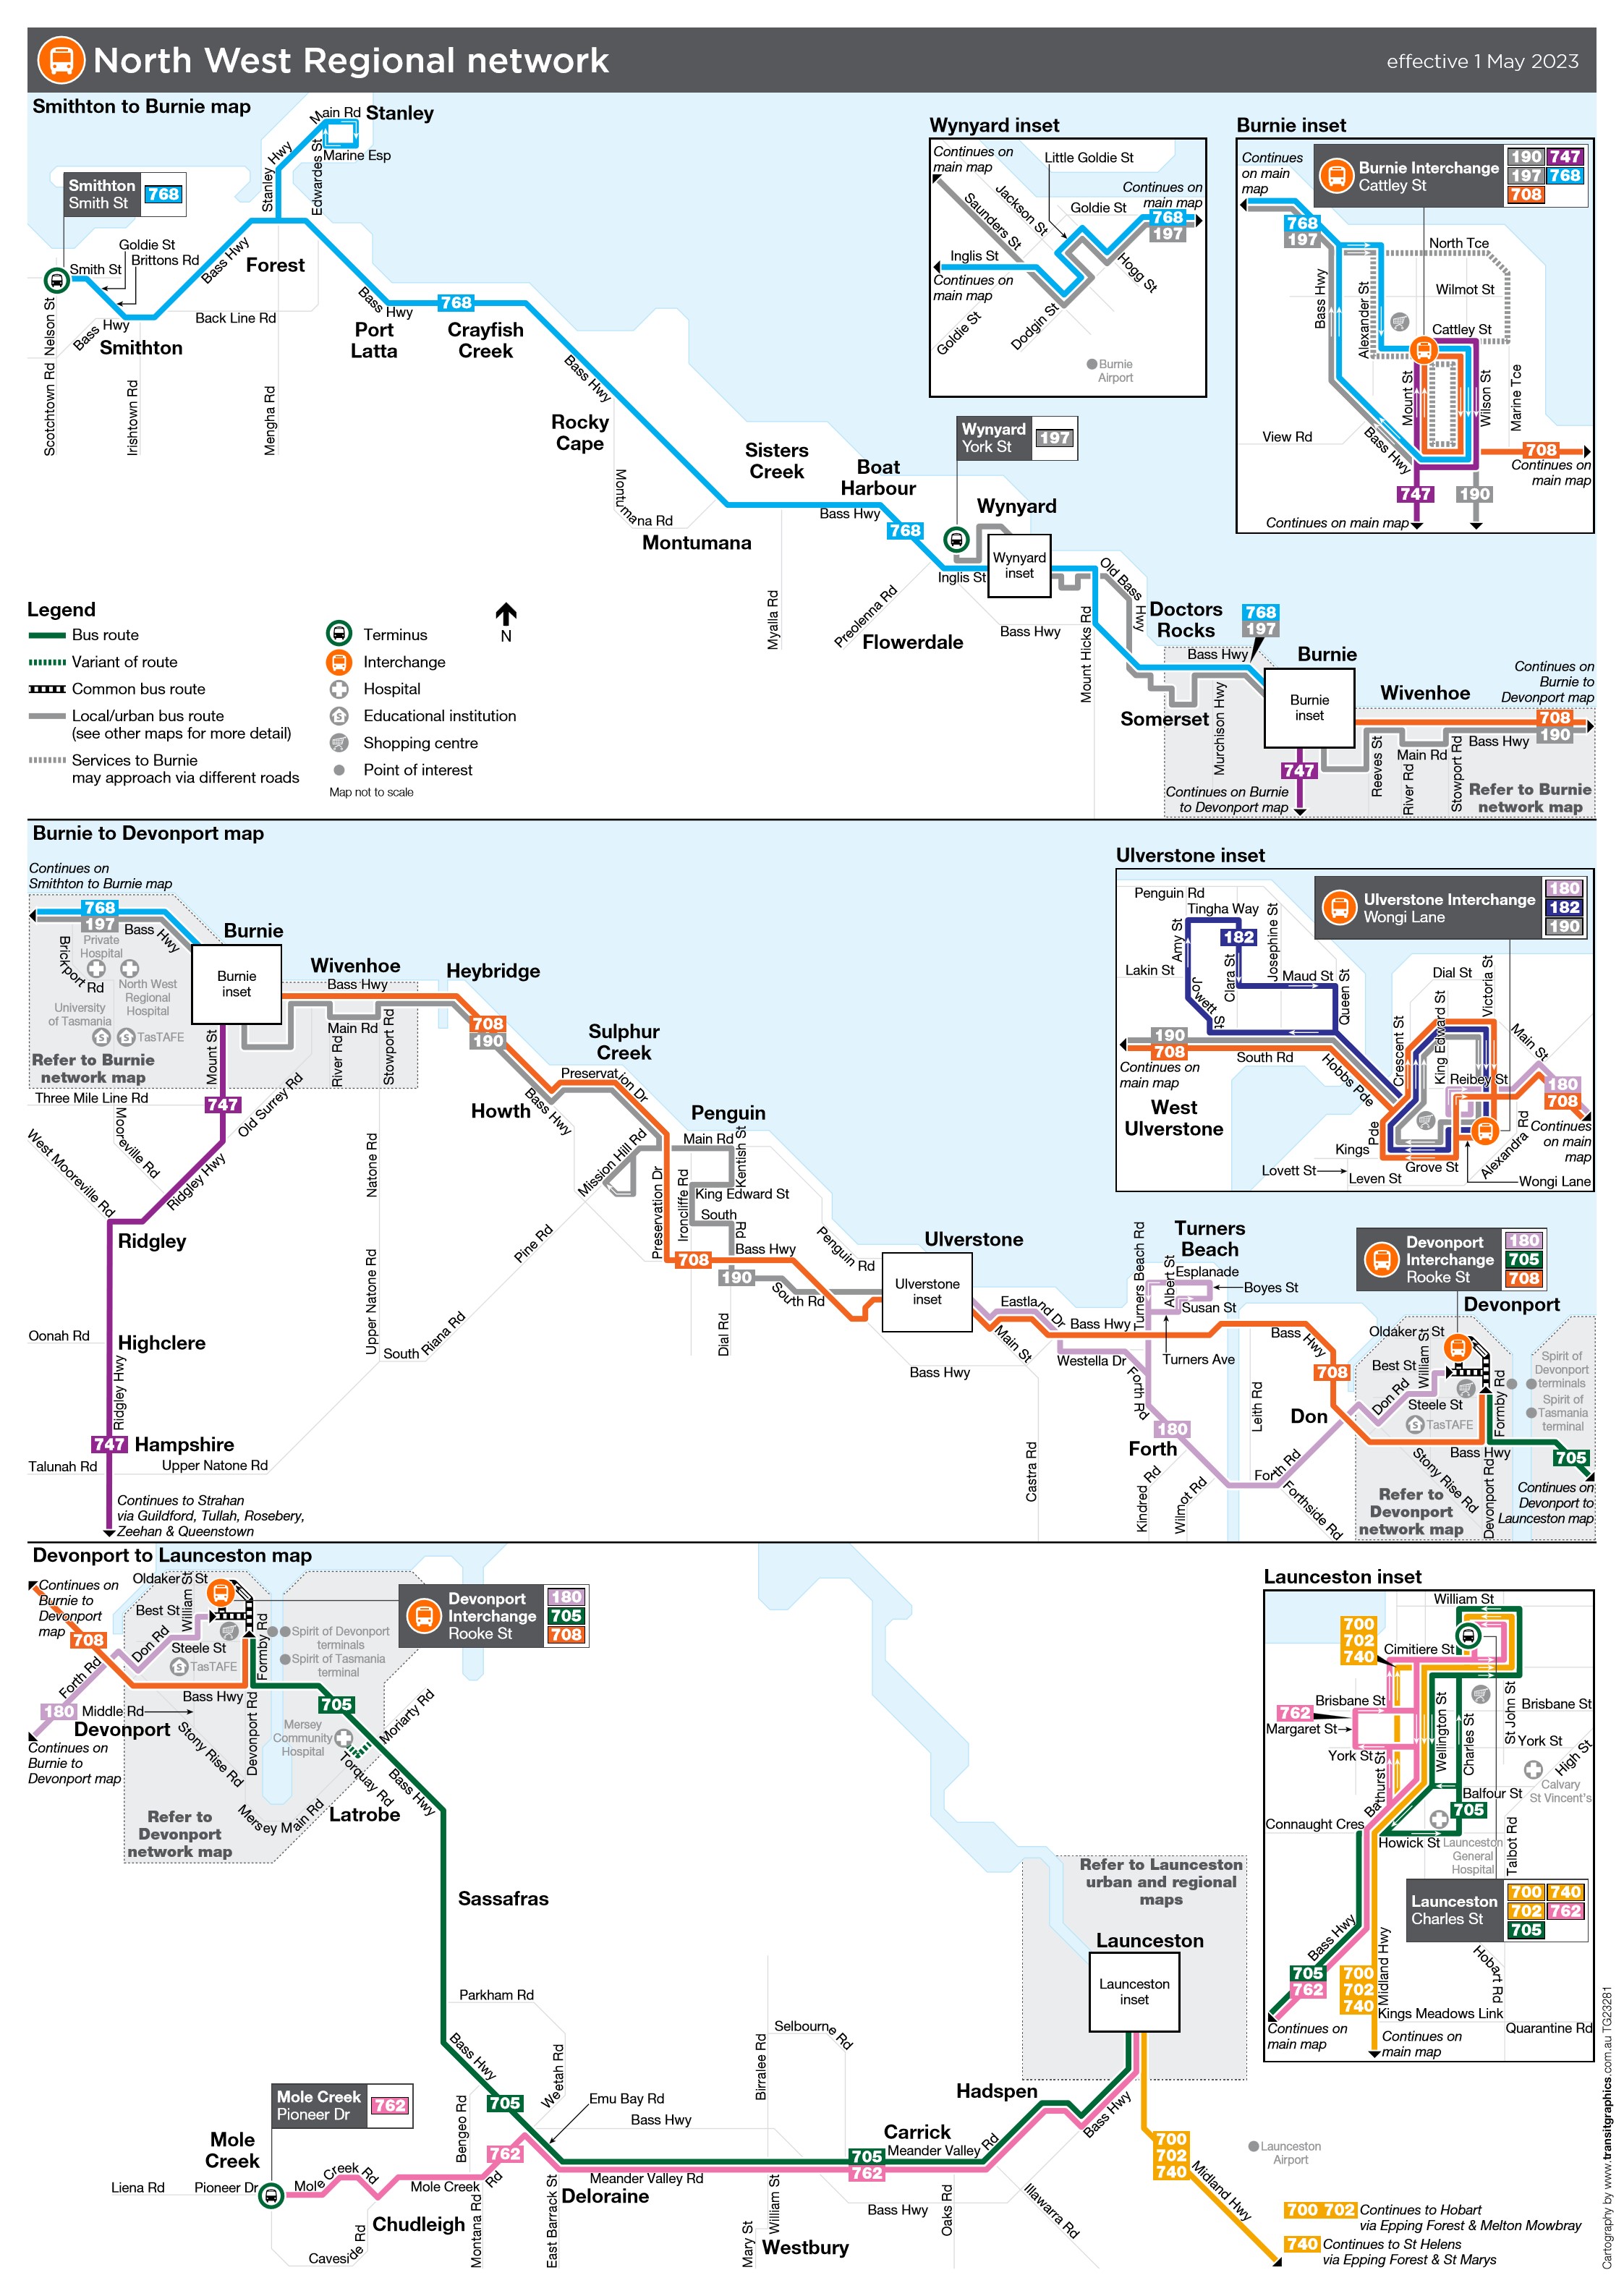 North West Regional network
effective 1 May 2023
Smithton to Burnie map
Main Rd
Stanley
Marine Esp
Stanley Hwy
Edwardes St
Smithton
Smith St
768
Goldie St
Brittons Rd
Smith St
Bass Hwy
Forest
Nelson St
Scotchtown Rd
Bass Hwy
Smithton
Back Line Rd
Irishtown Rd
Mengha Rd
Bass Hwy
Port
Latta
768
Crayfish
Creek
Bass Hwy
Rocky
Cape
Montumana Rd
Montumana
Sisters
Creek
Boat
Harbour
Bass Hwy
768
Myalla Rd
Preolenna Rd
Flowerdale
Inglis St
Wynyard
York St
197
Wynyard
Wynyard
inset
Bass Hwy
Mount Hicks Rd
Old Bass Hwy
Doctors
Rocks
768
197
Bass Hwy
Somerset
Murchison Hwy
Burnie
Burnie
inset
Wivenhoe
Continues on
Burnie to
Devonport map
708
190
Bass Hwy
Reeves St
River Rd
Main Rd
Stowport Rd
747
Continues on Burnie
to Devonport map
Refer to Burnie
network map
Wynyard inset
Continues on
main map
Little Goldie St
Jackson St
Saunders St
Goldie St
Continues on
main map
768
197
Inglis St
Continues on
main map
Hogg St
Goldie St
Dodgin St
Burnie
Airport
Burnie inset
Continues
on main
map
Burnie Interchange
Cattley St
190 747
197 768
708
768
197
North Tce
Bass Hwy
Alexander St
Wilmot St
Cattley St
Mount St
Wilson St
Marine Tce
View Rd
Bass Hwy
708
Continues on
main map
747
190
Continues on main map
Legend
Bus route
Variant of route
Common bus route
Local/urban bus route
(see other maps for more detail)
Services to Burnie
may approach via different roads
Terminus
Interchange
Hospital
Educational institution
Shopping centre
Point of interest
Map not to scale
N
Burnie to Devonport map
Continues on
Smithton to Burnie map
768
197
Bass Hwy
Private
Hospital
Brickport Rd
North West
Regional
Hospital
University
of Tasmania
TasTAFE
Refer to Burnie
network map
Burnie
Burnie
inset
Mount St
Three Mile Line Rd
747
Mooreville Rd
West Mooreville Rd
Old Surrey Rd
Ridgley Hwy
Ridgley
Oonah Rd
Highclere
Ridgley Hwy
747
Hampshire
Talunah Rd
Upper Natone Rd
Continues to Strahan
via Guildford, Tullah, Rosebery,
Zeehan & Queenstown
Wivenhoe
Bass Hwy
Main Rd
River Rd
Stowport Rd
Natone Rd
Upper Natone Rd
Heybridge
708
190
Sulphur
Creek
Preservation Dr
Howth
Bass Hwy
Penguin
Main Rd
Mission Hill Rd
Kentish St
King Edward St
South Rd
Preservation Dr
Ironcliffe Rd
Pine Rd
708
Bass Hwy
190
South Rd
Penguin Rd
South Riana Rd
Dial Rd
Ulverstone
Ulverstone
inset
Eastland Dr
Main St
Bass Hwy
Bass Hwy
Westella Dr
Castra Rd
Turners
Beach
Turners Beach Rd
Albert St
Esplanade
Boyes St
Susan St
Turners Ave
Forth Rd
180
Forth
Kindred Rd
Wilmot Rd
Leith Rd
Forth Rd
Forthside Rd
Bass Hwy
708
Don
Devonport
Interchange
Rooke St
180
705
708
Devonport
Oldaker St
William St
Best St
Don Rd
Steele St
TasTAFE
Formby Rd
Spirit of
Devonport
terminals
Spirit of
Tasmania
terminal
Bass Hwy
Stony Rise Rd
Devonport Rd
705
Continues on
Devonport to
Launceston map
Refer to
Devonport
network map
Ulverstone inset
Penguin Rd
Ulverstone Interchange
Wongi Lane
180
182
190
Tingha Way
Amy St
182
Josephine St
Lakin St
Clara St
Maud St
Jowett St
Queen St
190
708
South Rd
Continues on
main map
West
Ulverstone
Hobbs Pde
Dial St
Victoria St
King Edward St
Crescent St
Main St
Reibey St
180
708
Continues
on main
map
Kings Pde
Grove St
Alexandra Rd
Lovett St
Leven St
Wongi Lane
Devonport to Launceston map
Continues on
Burnie to
Devonport
map
708
Oldaker St
William St
Best St
Don Rd
Steele St
TasTAFE
Formby Rd
Forth Rd
180
Middle Rd
Bass Hwy
Devonport
Continues on
Burnie to
Devonport map
Stony Rise Rd
Devonport Rd
Devonport
Interchange
Rooke St
180
705
708
Spirit of Devonport
terminals
Spirit of Tasmania
terminal
705
Moriarty Rd
Mersey
Community
Hospital
Torquay Rd
Bass Hwy
Latrobe
Mersey Main Rd
Refer to
Devonport
network map
Sassafras
Parkham Rd
Bass Hwy
Weetah Rd
705
Emu Bay Rd
Bass Hwy
Bengeo Rd
762
Mole Creek
Pioneer Dr
762
Mole
Creek
Liena Rd
Pioneer Dr
Mole Creek Rd
Mole Creek Rd
Chudleigh
Caveside Rd
Montana Rd
East Barrack St
Meander Valley Rd
Deloraine
Birralee Rd
Selbourne Rd
Mary St
William St
Westbury
705
762
Carrick
Meander Valley Rd
Bass Hwy
Oaks Rd
Illawarra Rd
Hadspen
Bass Hwy
Refer to Launceston
urban and regional
maps
Launceston
Launceston
inset
700
702
740
Midland Hwy
Launceston
Airport
700 702 Continues to Hobart
via Epping Forest & Melton Mowbray
740 Continues to St Helens
via Epping Forest & St Marys
Launceston inset
William St
700
702
740
Cimitiere St
Brisbane St
762
Margaret St
York St
Bathurst St
Wellington St
Charles St
St John St
Brisbane St
York St
High St
Calvary
St Vincent's
Balfour St
705
Connaught Cres
Howick St
Launceston
General
Hospital
Talbot Rd
Launceston
Charles St
700 740
702 762
705
Bass Hwy
705
762
700
702
740
Midland Hwy
Hobart Rd
Kings Meadows Link
Quarantine Rd
Continues on
main map
Continues on
main map
Cartography by www.transitgraphics.com.au TG23281